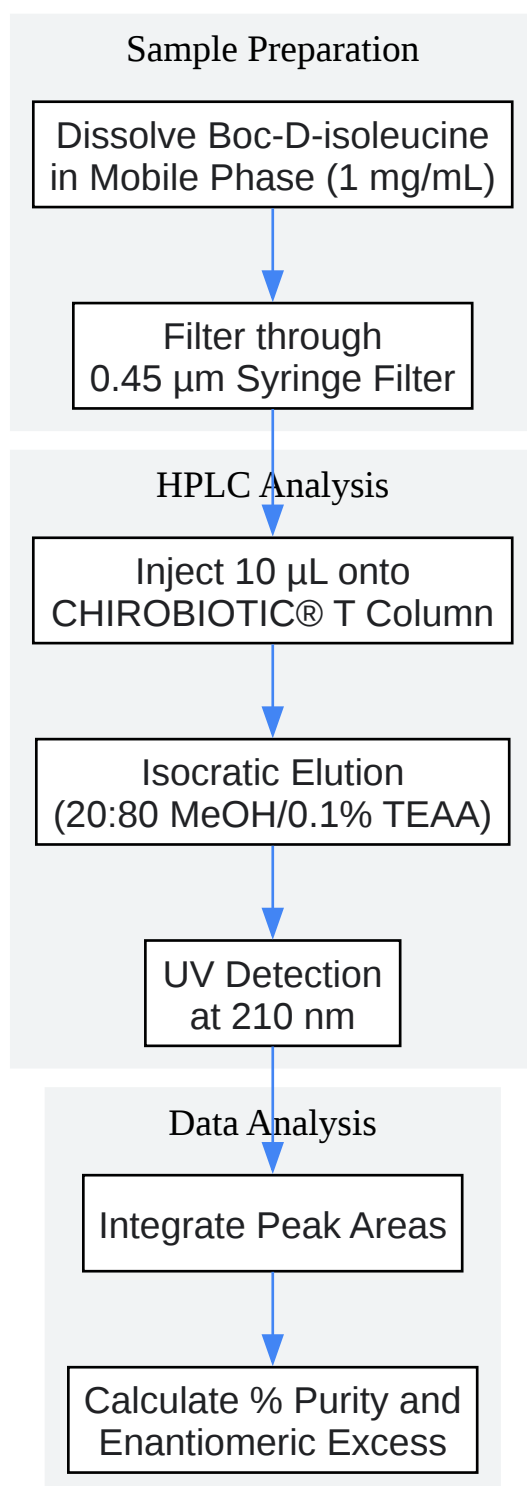 Sample Preparation
Dissolve Boc-D-isoleucine
in Mobile Phase (1 mg/mL)
Filter through
0.45 µm Syringe Filter
HPLC Analysis
Inject 10 µL onto
CHIROBIOTIC® T Column
Isocratic Elution
(20:80 MeOH/0.1% TEAA)
UV Detection
at 210 nm
Data Analysis
Integrate Peak Areas
Calculate % Purity and
Enantiomeric Excess